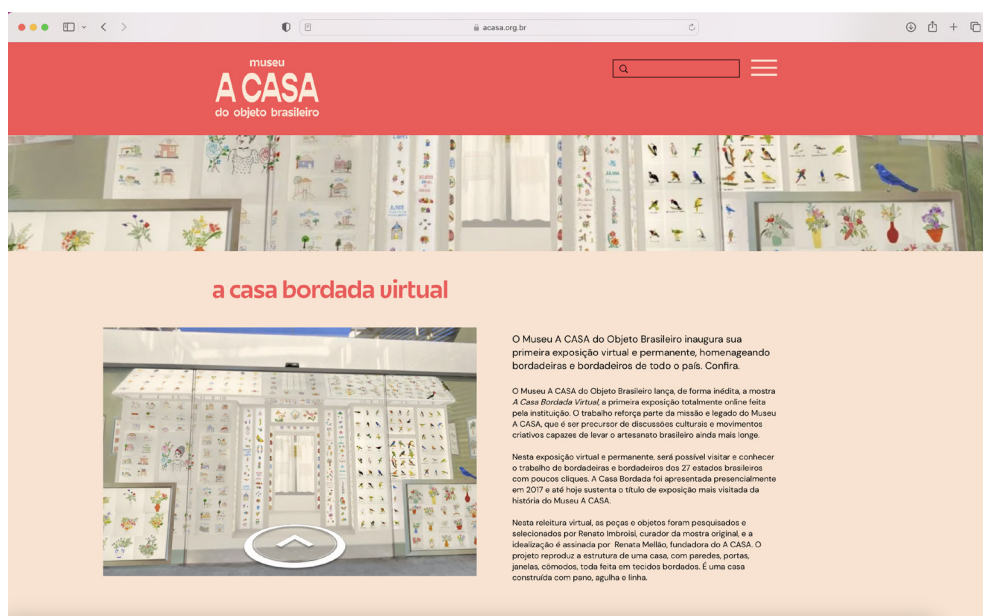 acasa.org.br
museu
A CASA
do objeto brasileiro
a casa bordada virtual
O Museu A CASA do Objeto Brasileiro inaugura sua
primeira exposição virtual e permanente, homenageando
bordadeiras e bordadeiros de todo o país. Confira.
O Museu A CASA do Objeto Brasileiro lança, de forma inédita, a mostra
A Casa Bordada Virtual, a primeira exposição totalmente online feita
pela instituição. O trabalho reforça parte da missão e legado do Museu
A CASA, que é ser precursor de discussões culturais e movimentos
criativos capazes de levar o artesanato brasileiro ainda mais longe.
Nesta exposição virtual e permanente, será possível visitar e conhecer
o trabalho de bordadeiras e bordadeiros dos 27 estados brasileiros
com poucos cliques. A Casa Bordada foi apresentada presencialmente
em 2017 e até hoje sustenta o título de exposição mais visitada da
história do Museu A CASA.
Nesta releitura virtual, as peças e objetos foram pesquisados e
selecionados por Renato Imbroisi, curador da mostra original, e a
idealização é assinada por Renata Mellão, fundadora do A CASA. O
projeto reproduz a estrutura de uma casa, com paredes, portas,
janelas, cômodos, toda feita em tecidos bordados. É uma casa
construída com pano, agulha e linha.